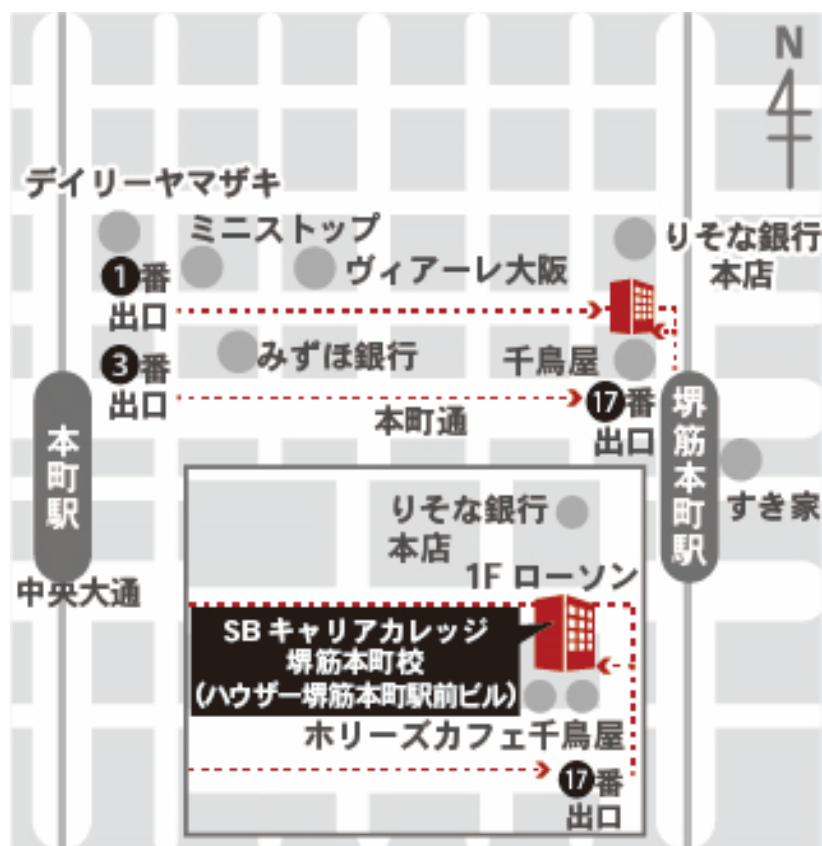 N
デイリーヤマザキ
ミニストップ
りそな銀行
本店
1番
出口
ヴィアーレ大阪
3番
出口
みずほ銀行
千鳥屋
17番
出口
本町通
本町駅
堺筋本町駅
すき家
中央大通
りそな銀行
本店
1F ローソン
SB キャリアカレッジ
堺筋本町校
(ハウザー堺筋本町駅前ビル)
ホリーズカフェ千鳥屋
17番
出口